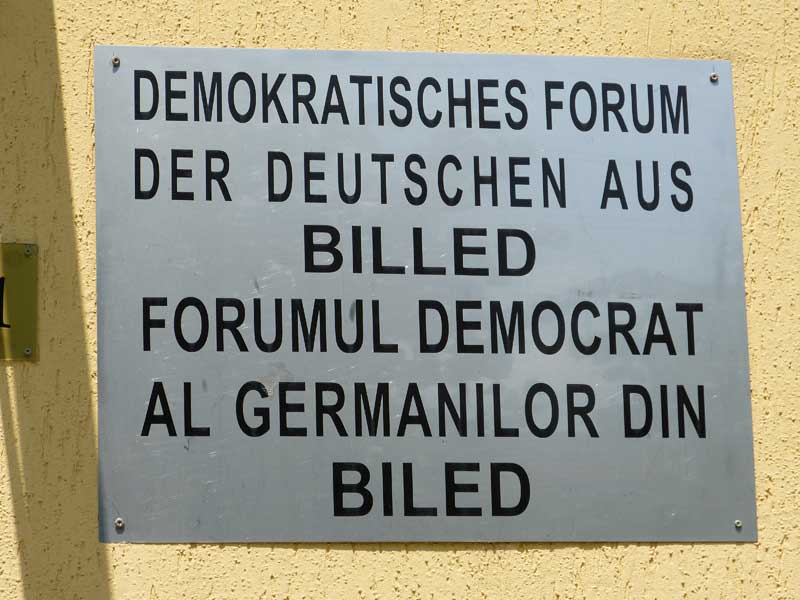 DEMOKRATISCHES FORUM
DER DEUTSCHEN AUS
BILLED
FORUMUL DEMOCRAT
AL GERMANILOR DIN
BILED